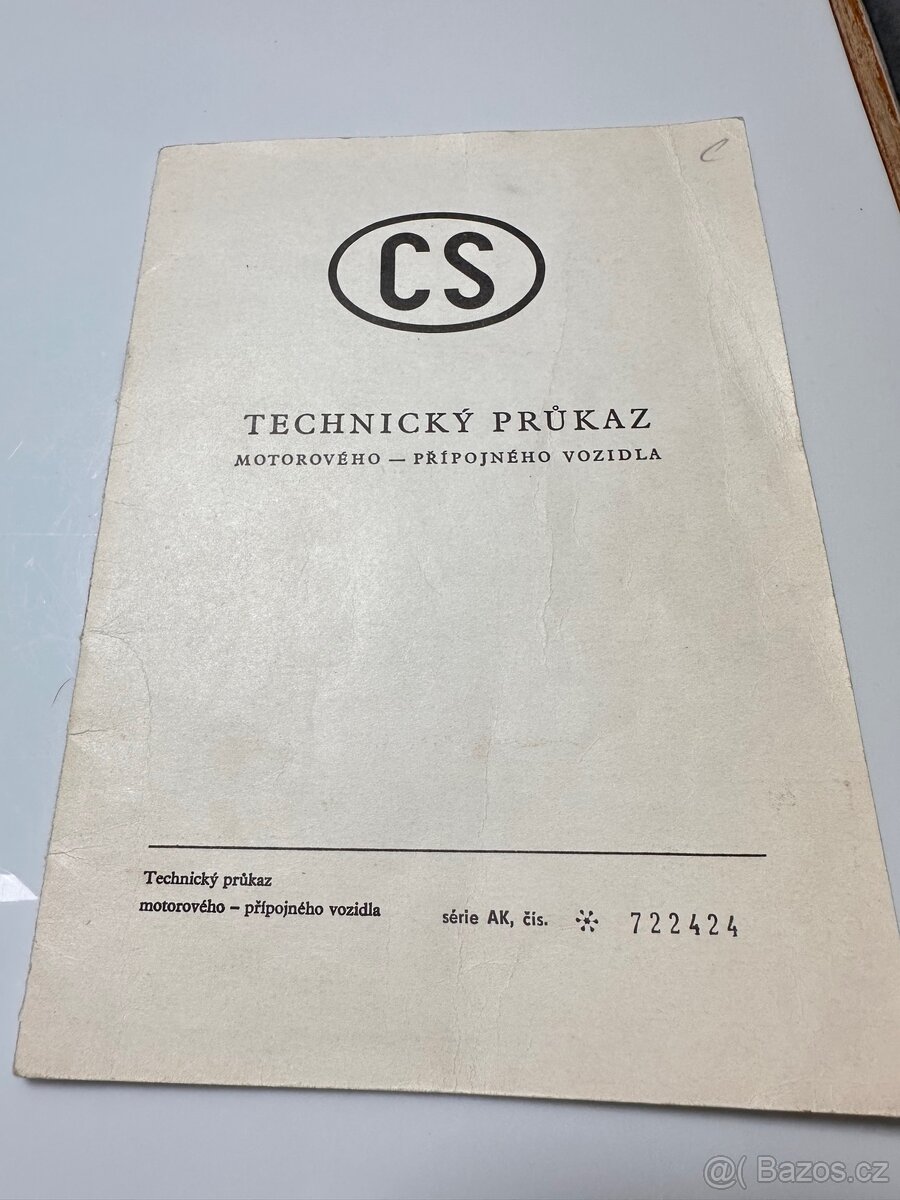 C
CS
TECHNICKÝ PRŮKAZ
MOTOROVÉHO — PŘÍPOJNÉHO VOZIDLA
Technický průkaz
motorového – přípojného vozidla
série AK, čís. * 722424
@( Bazos.cz